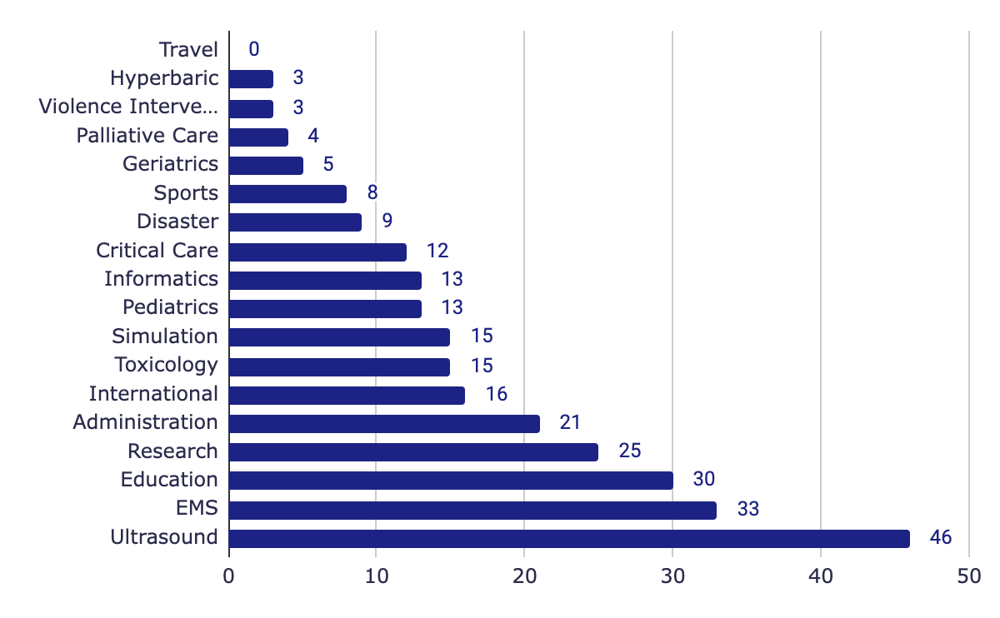 Travel 0
Hyperbaric 3
Violence Interve... 3
Palliative Care 4
Geriatrics 5
Sports 8
Disaster 9
Critical Care 12
Informatics 13
Pediatrics 13
Simulation 15
Toxicology 15
International 16
Administration 21
Research 25
Education 30
EMS 33
Ultrasound 46
0 10 20 30 40 50